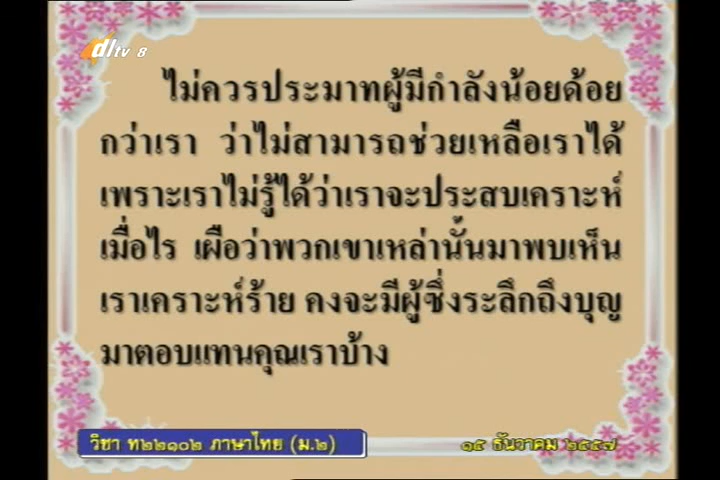 dltv 8
ไม่ควรประมาทผู้มีกำลังน้อยด้อย
กว่าเรา ว่าไม่สามารถช่วยเหลือเราได้
เพราะเราไม่รู้ได้ว่าเราจะประสบเคราะห์
เมื่อไร เผื่อว่าพวกเขาเหล่านั้นมาพบเห็น
เราเคราะห์ร้าย คงจะมีผู้ซึ่งระลึกถึงบุญ
มาตอบแทนคุณเราบ้าง
วิชา ท๒๒๑๐๒ ภาษาไทย (ม.๒)
๑๕ ธันวาคม ๒๕๕๗